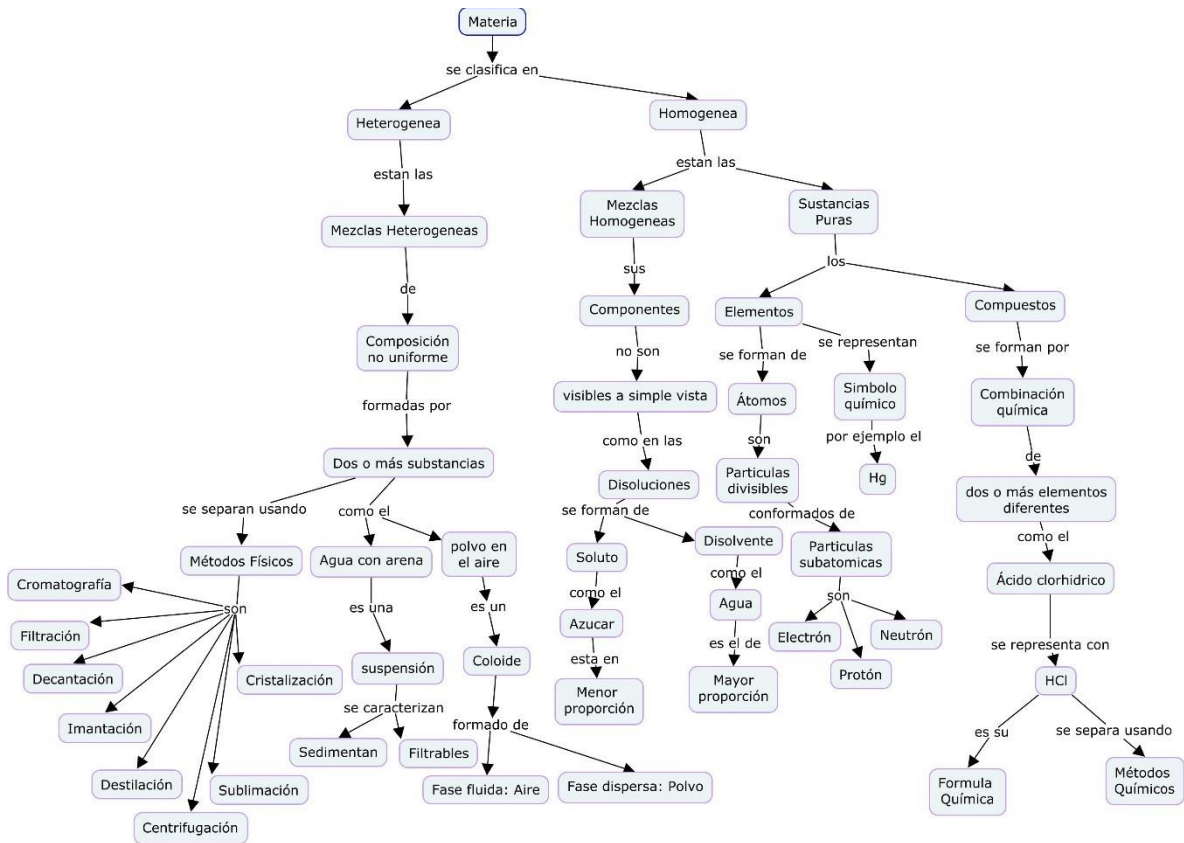 Materia
se clasifica en
Heterogenea
Homogenea
estan las
estan las
Mezclas
Homogeneas
Sustancias
Puras
Mezclas Heterogeneas
los
sus
de
Componentes
Elementos
Compuestos
Composición
no uniforme
no son
se forman de
se representan
se forman por
visibles a simple vista
Átomos
Simbolo
químico
Combinación
química
formadas por
como en las
son
por ejemplo el
de
Dos o más substancias
Disoluciones
Particulas
divisibles
Hg
dos o más elementos
diferentes
se separan usando
como el
se forman de
conformados de
como el
Métodos Físicos
Agua con arena
polvo en
el aire
Soluto
Disolvente
Particulas
subatomicas
Ácido clorhidrico
como el
como el
son
Cromatografía
son
es una
es un
Azucar
Agua
Electrón
Neutrón
Protón
Filtración
esta en
es el de
se representa con
Decantación
Cristalización
suspensión
Coloide
Menor
proporción
Mayor
proporción
HCl
se caracterizan
formado de
es su
se separa usando
Imantación
Sedimentan
Filtrables
Destilación
Sublimación
Fase fluida: Aire
Fase dispersa: Polvo
Formula
Química
Métodos
Químicos
Centrifugación